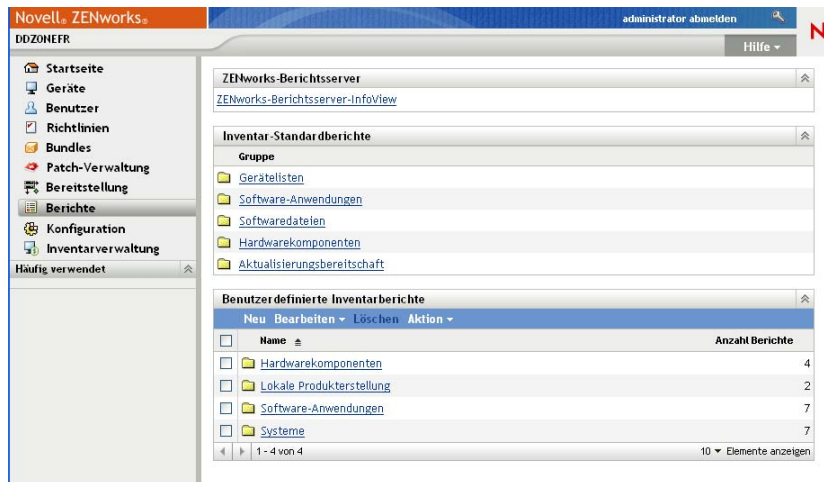 Novell® ZENworks®
administrator abmelden
N
DDZONEFR
Hilfe
Startseite
Geräte
Benutzer
Richtlinien
Bundles
Patch-Verwaltung
Bereitstellung
Berichte
Konfiguration
Inventarverwaltung
Häufig verwendet
ZENworks-Berichtsserver
ZENworks-Berichtsserver-InfoView
Inventar-Standardberichte
Gruppe
Gerätelisten
Software-Anwendungen
Softwaredateien
Hardwarekomponenten
Aktualisierungsbereitschaft
Benutzerdefinierte Inventarberichte
Neu Bearbeiten Löschen Aktion
Name Anzahl Berichte
Hardwarekomponenten 4
Lokale Produkterstellung 2
Software-Anwendungen 7
Systeme 7
1 - 4 von 4 10 Elemente anzeigen